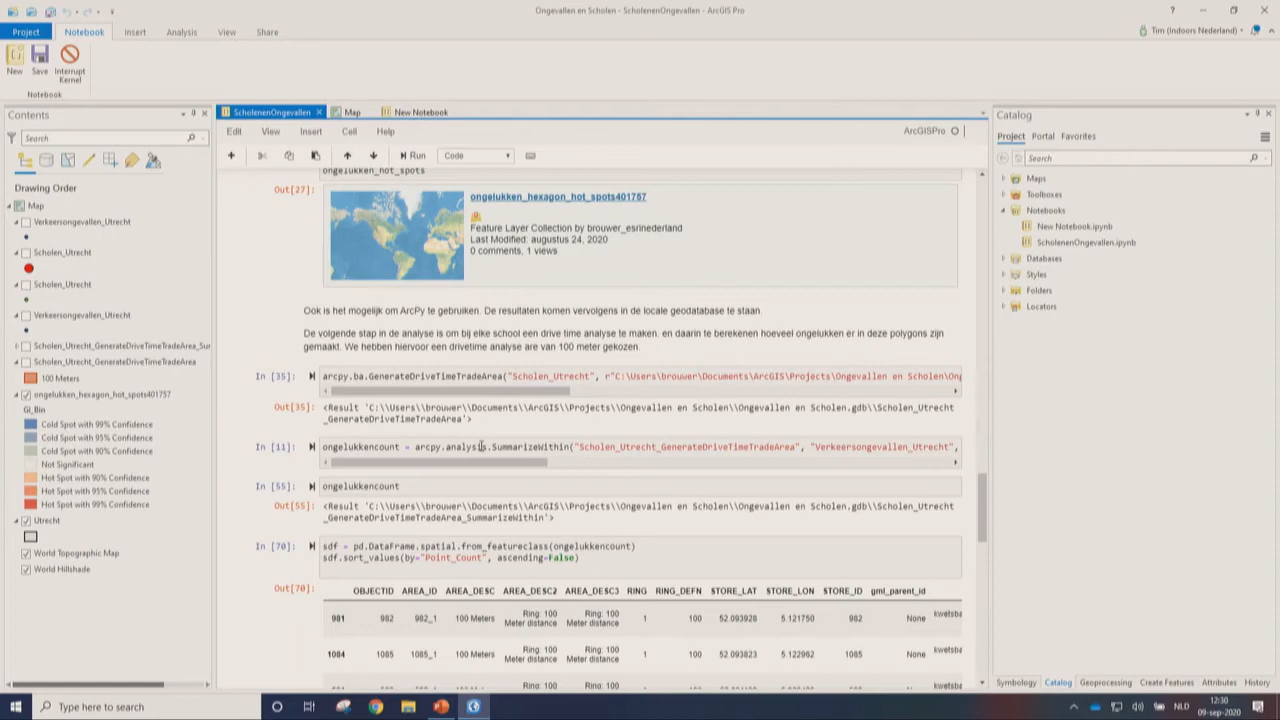 Ongevallen en Scholen - ScholenenOngevallen - ArcGIS Pro
Project
Notebook
Insert
Analysis
View
Share
Tim (Indoors Nederland)
New
Save
Interrupt
Kernel
Notebook
Contents
Search
Drawing Order
Map
Verkeersongevallen_Utrecht
Scholen_Utrecht
Scholen_Utrecht
Verkeersongevallen_Utrecht
Scholen_Utrecht_GenerateDriveTimeTradeArea_Sur
Scholen_Utrecht_GenerateDriveTimeTradeArea
100 Meters
ongelukken_hexagon_hot_spots401757
Gi_Bin
Cold Spot with 99% Confidence
Cold Spot with 95% Confidence
Cold Spot with 90% Confidence
Not Significant
Hot Spot with 90% Confidence
Hot Spot with 95% Confidence
Hot Spot with 99% Confidence
Utrecht
World Topographic Map
World Hillshade
ScholenenOngevallen
Map
New Notebook
Edit
View
Insert
Cell
Help
ArcGISPro
Run
Code
ongelukken_hot_spots
Out[27]:
ongelukken_hexagon_hot_spots401757
Feature Layer Collection by brouwer_esrinederland
Last Modified: augustus 24, 2020
0 comments, 1 views
Ook is het mogelijk om ArcPy te gebruiken. De resultaten komen vervolgens in de locale geodatabase te staan.
De volgende stap in de analyse is om bij elke school een drive time analyse te maken. en daarin te berekenen hoeveel ongelukken er in deze polygons zijn
gemaakt. We hebben hiervoor een drivetime analyse are van 100 meter gekozen.
In [35]: arcpy.ba.GenerateDriveTimeTradeArea("Scholen_Utrecht", r"C:\Users\brouwer\Documents\ArcGIS\Projects\Ongevallen en Scholen\Ong
Out[35]: <Result 'C:\\Users\\brouwer\\Documents\\ArcGIS\\Projects\\Ongevallen en Scholen\\Ongevallen en Scholen.gdb\\Scholen_Utrecht
_GenerateDriveTimeTradeArea'>
In [11]: ongelukkencount = arcpy.analysis.SummarizeWithin("Scholen_Utrecht_GenerateDriveTimeTradeArea", "Verkeersongevallen_Utrecht",
In [55]: ongelukkencount
Out[55]: <Result 'C:\\Users\\brouwer\\Documents\\ArcGIS\\Projects\\Ongevallen en Scholen\\Ongevallen en Scholen.gdb\\Scholen_Utrecht
_GenerateDriveTimeTradeArea_SummarizeWithin'>
In [70]: sdf = pd.DataFrame.spatial.from_featureclass(ongelukkencount)
sdf.sort_values(by="Point_Count", ascending=False)
Out[70]:
OBJECTID AREA_ID AREA_DESC AREA_DESC2 AREA_DESC3 RING RING_DEFN STORE_LAT STORE_LON STORE_ID gml_parent_id
981 982 982_1 100 Meters Ring: 100 Meter distance Ring: 100 Meter distance 1 100 52.093928 5.121750 982 None kwetsba
1084 1085 1085_1 100 Meters Ring: 100 Meter distance Ring: 100 Meter distance 1 100 52.093823 5.122962 1085 None kwetsba
Ring: 100 Ring: 100
Catalog
Project
Portal
Favorites
Search
Maps
Toolboxes
Notebooks
New Notebook.ipynb
ScholenenOngevallen.ipynb
Databases
Styles
Folders
Locators
Symbology
Catalog
Geoprocessing
Create Features
Attributes
History
Type here to search
NLD
12:30
09-sep-2020